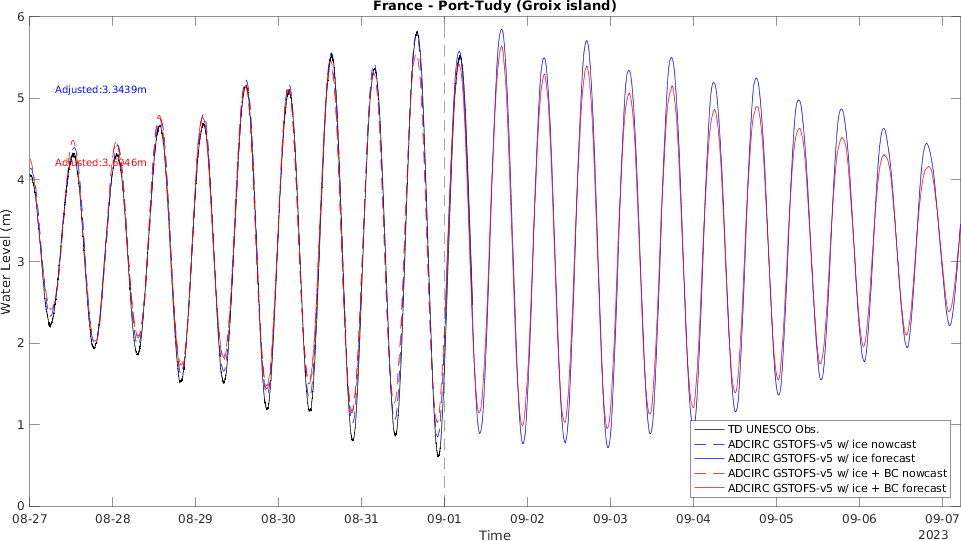 France - Port-Tudy (Groix island)
6
5
4
3
2
1
0
Water Level (m)
Adjusted:3.3439m
TD UNESCO Obs.
ADCIRC GSTOFS-v5 w/ ice nowcast
ADCIRC GSTOFS-v5 w/ ice forecast
ADCIRC GSTOFS-v5 w/ ice + BC nowcast
ADCIRC GSTOFS-v5 w/ ice + BC forecast
08-27 08-28 08-29 08-30 08-31 09-01 09-02 09-03 09-04 09-05 09-06 09-07
Time
2023